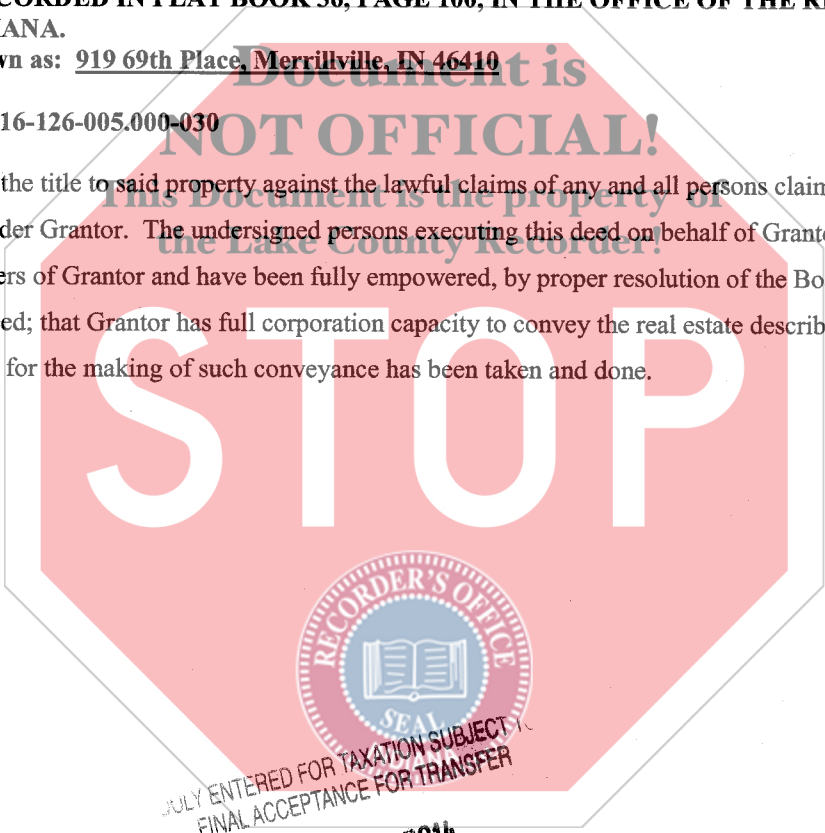 CORDED IN PLAT BOOK 36, PAGE 100, IN THE OFFICE OF THE RE
IANA.
wn as: 919 69th Place, Merrillville, IN 46410
Document is
16-126-005.000-030
NOT OFFICIAL!
the title to said property against the lawful claims of any and all persons claim
This Document is the property of
der Grantor. The undersigned persons executing this deed on behalf of Grant
the Lake County Recorder!
ers of Grantor and have been fully empowered, by proper resolution of the Bo
ed; that Grantor has full corporation capacity to convey the real estate describ
for the making of such conveyance has been taken and done.
STOP
RECORDER'S OFFICE
SEAL
DULY ENTERED FOR TAXATION SUBJECT
FINAL ACCEPTANCE FOR TRANSFER